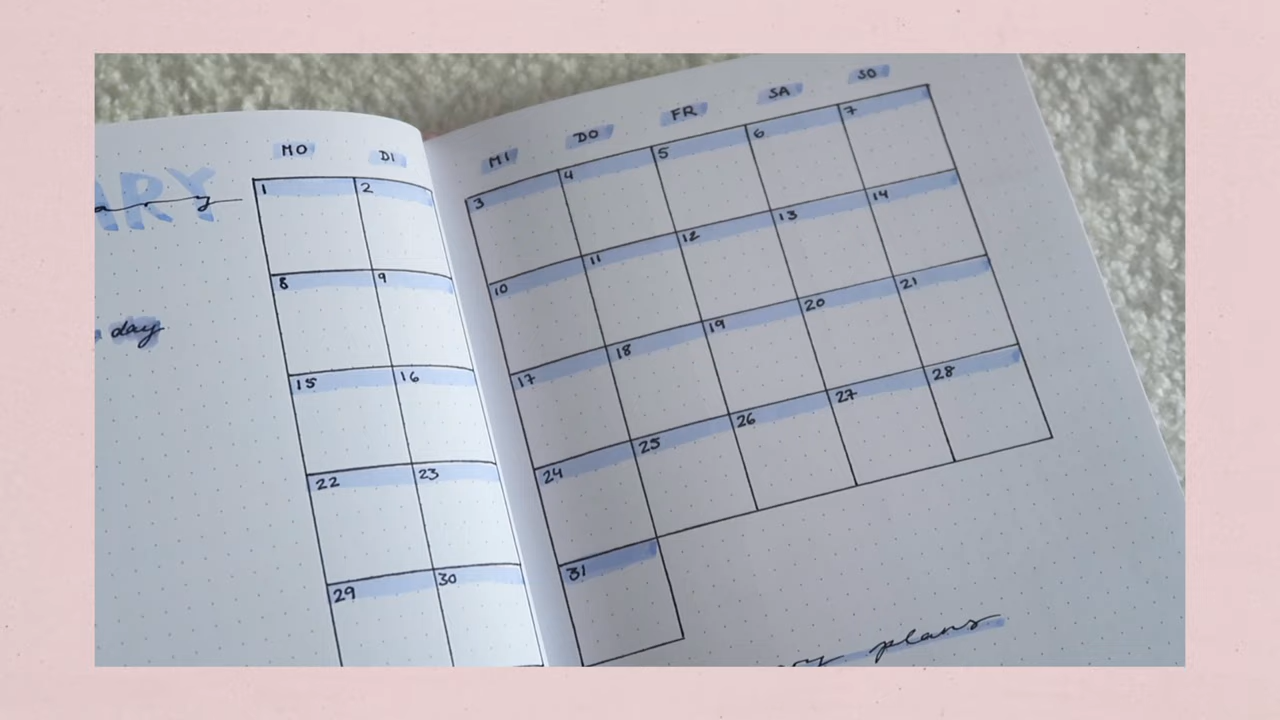 MO DI MI DO FR SA SO
ARY
1 2 3 4 5 6 7
8 9 10 11 12 13 14
day
15 16 17 18 19 20 21
22 23 24 25 26 27 28
29 30 31
plans